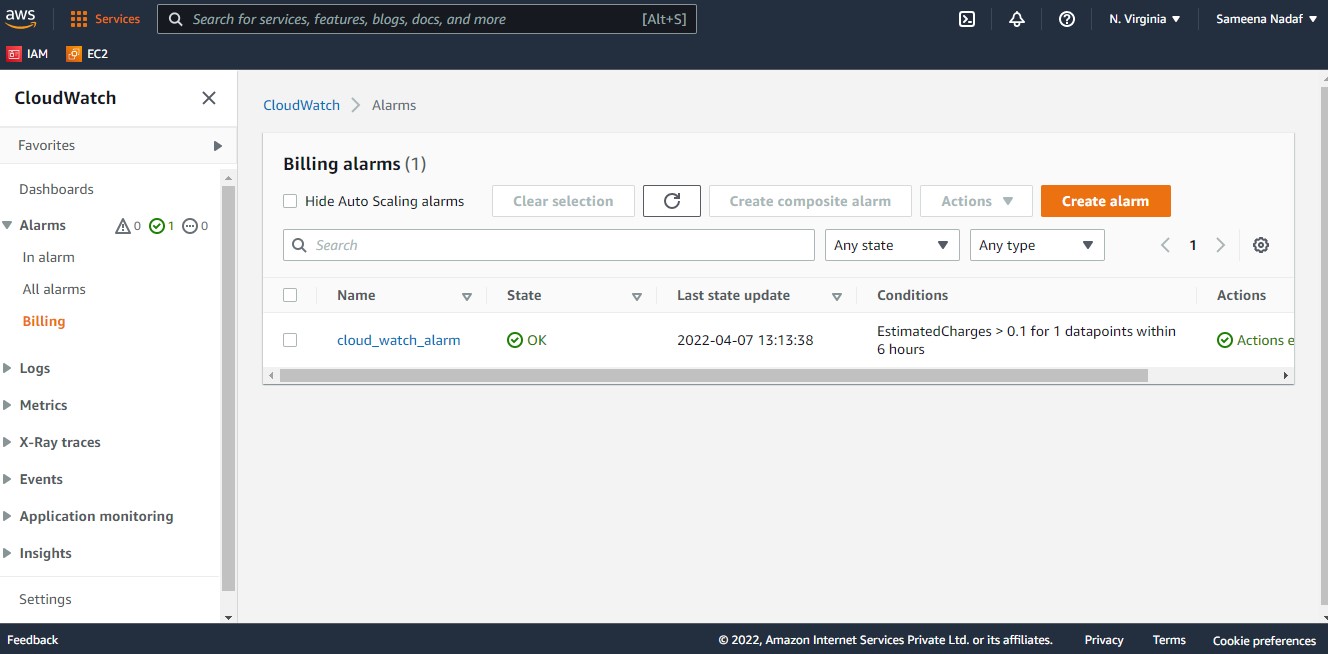 aws
Services
Search for services, features, blogs, docs, and more
[Alt+S]
N. Virginia
Sameena Nadaf
IAM
EC2
CloudWatch
Favorites
Dashboards
Alarms
0
1
0
In alarm
All alarms
Billing
Logs
Metrics
X-Ray traces
Events
Application monitoring
Insights
Settings
CloudWatch
Alarms
Billing alarms (1)
Hide Auto Scaling alarms
Clear selection
Create composite alarm
Actions
Create alarm
Search
Any state
Any type
1
Name
State
Last state update
Conditions
Actions
cloud_watch_alarm
OK
2022-04-07 13:13:38
EstimatedCharges > 0.1 for 1 datapoints within
6 hours
Actions e
Feedback
© 2022, Amazon Internet Services Private Ltd. or its affiliates.
Privacy
Terms
Cookie preferences